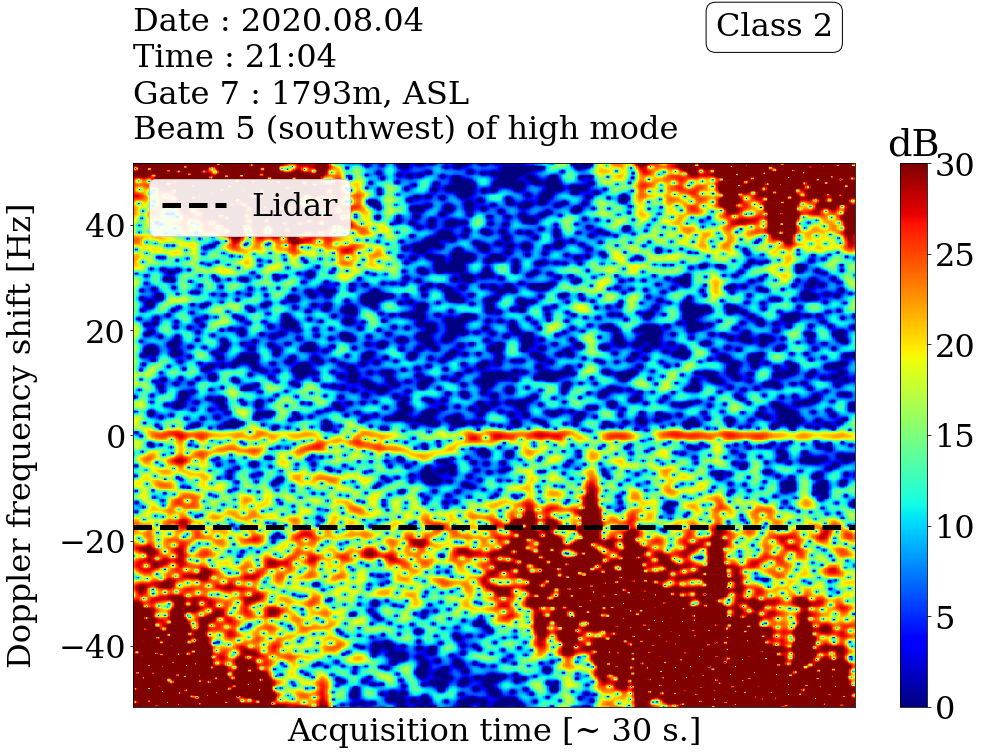 Date : 2020.08.04
Time : 21:04
Gate 7 : 1793m, ASL
Beam 5 (southwest) of high mode
Class 2
dB
Lidar
Doppler frequency shift [Hz]
40
20
0
−20
−40
Acquisition time [~ 30 s.]
30
25
20
15
10
5
0